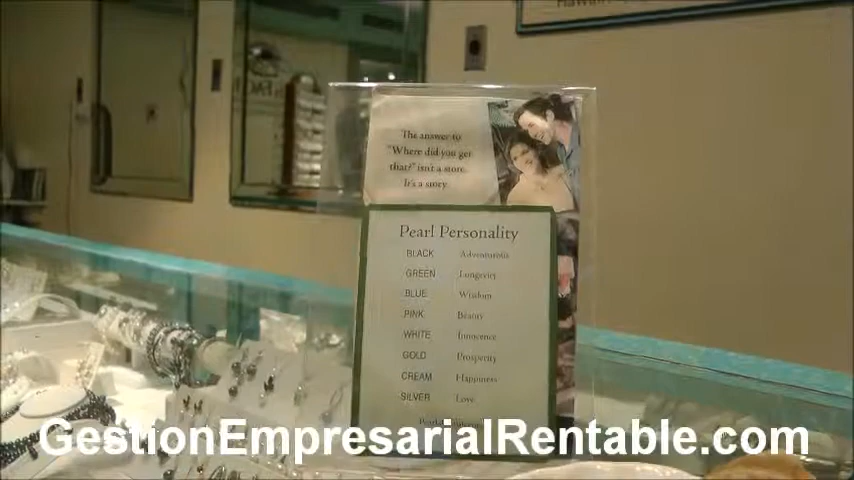 The answer to
"Where did you get
that?" isn't a store.
It's a story.
Pearl Personality
BLACK Adventurous
GREEN Longevity
BLUE Wisdom
PINK Beauty
WHITE Innocence
GOLD Prosperity
CREAM Happiness
SILVER Love
GestionEmpresarialRentable.com